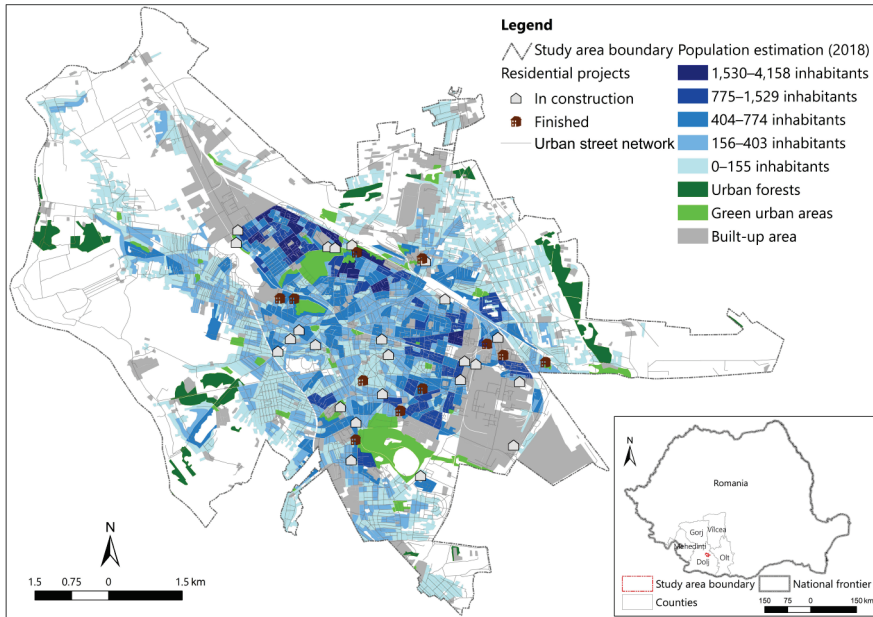 Legend
Study area boundary
Residential projects
In construction
Finished
Urban street network
Population estimation (2018)
1,530–4,158 inhabitants
775–1,529 inhabitants
404–774 inhabitants
156–403 inhabitants
0–155 inhabitants
Urban forests
Green urban areas
Built-up area
N
1.5 0.75 0 1.5 km
N
Romania
Gorj
Vîlcea
Mehedinți
Dolj
Olt
Study area boundary
National frontier
Counties
150 75 0 150 km